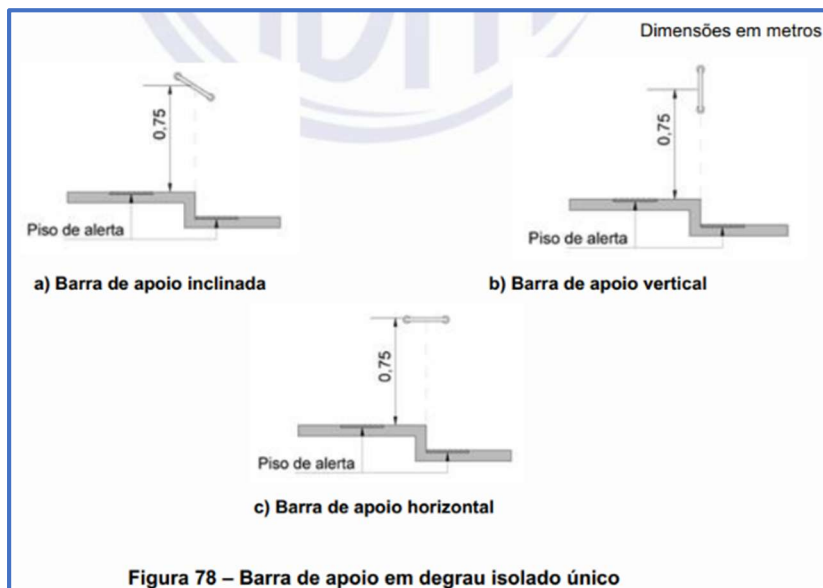 Dimensões em metros
0,75
Piso de alerta
a) Barra de apoio inclinada
0,75
Piso de alerta
b) Barra de apoio vertical
0,75
Piso de alerta
c) Barra de apoio horizontal
Figura 78 – Barra de apoio em degrau isolado único